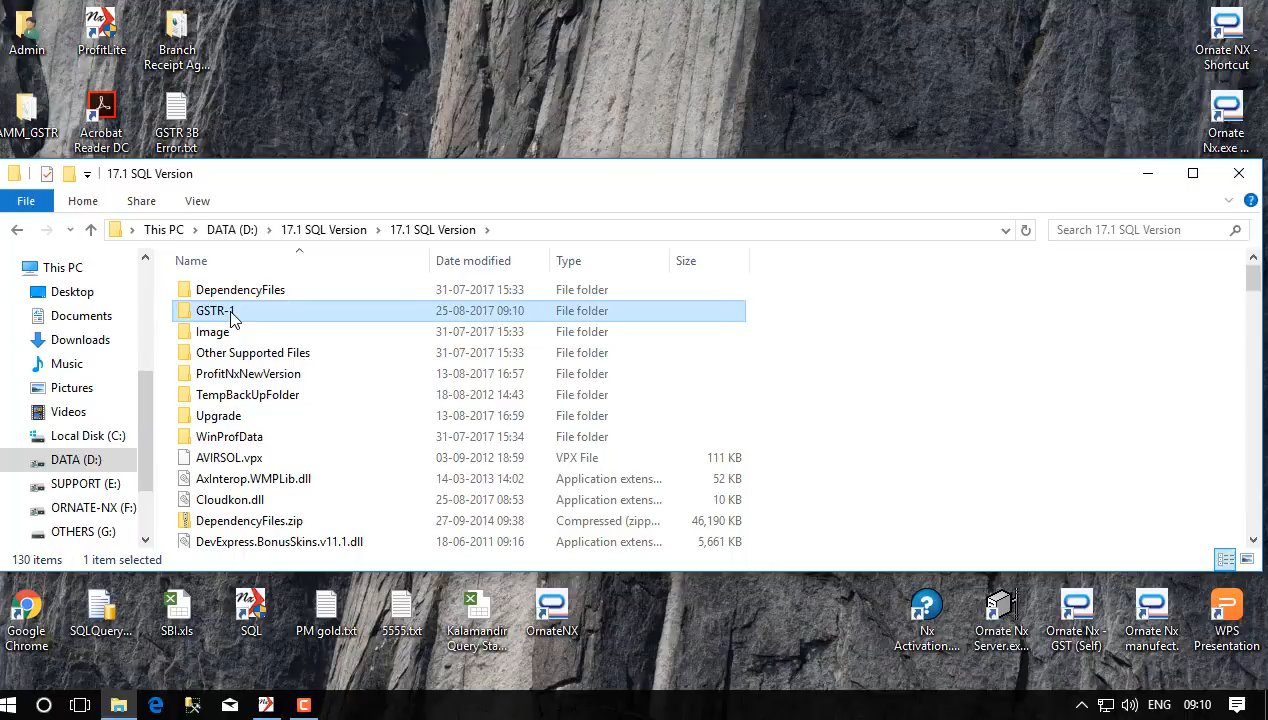 Admin
ProfitLite
Branch
Receipt Ag...
Ornate NX -
Shortcut
AMM_GSTR
Acrobat
Reader DC
GSTR 3B
Error.txt
Ornate
Nx.exe ...
17.1 SQL Version
File
Home
Share
View
This PC
DATA (D:)
17.1 SQL Version
17.1 SQL Version
Search 17.1 SQL Version
Name
Date modified
Type
Size
This PC
Desktop
Documents
Downloads
Music
Pictures
Videos
Local Disk (C:)
DATA (D:)
SUPPORT (E:)
ORNATE-NX (F:)
OTHERS (G:)
DependencyFiles 31-07-2017 15:33 File folder
GSTR-1 25-08-2017 09:10 File folder
Image 31-07-2017 15:33 File folder
Other Supported Files 31-07-2017 15:33 File folder
ProfitNxNewVersion 13-08-2017 16:57 File folder
TempBackUpFolder 18-08-2012 14:43 File folder
Upgrade 13-08-2017 16:59 File folder
WinProfData 31-07-2017 15:34 File folder
AVIRSOL.vpx 03-09-2012 18:59 VPX File 111 KB
AxInterop.WMPLib.dll 14-03-2013 14:02 Application extens... 52 KB
Cloudkon.dll 25-08-2017 08:53 Application extens... 10 KB
DependencyFiles.zip 27-09-2014 09:38 Compressed (zipp... 46,190 KB
DevExpress.BonusSkins.v11.1.dll 18-06-2011 09:16 Application extens... 5,661 KB
130 items
1 item selected
Google
Chrome
SQLQuery...
SBI.xls
SQL
PM gold.txt
5555.txt
Kalamandir
Query Sta...
OrnateNX
Nx
Activation....
Ornate Nx
Server.ex...
Ornate Nx -
GST (Self)
Ornate Nx
manufect.
WPS
Presentation
ENG
09:10